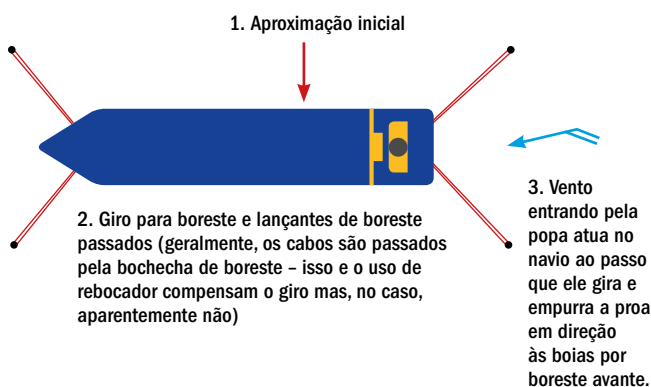 1. Aproximação inicial
2. Giro para boreste e lançantes de boreste
passados (geralmente, os cabos são passados
pela bochecha de boreste – isso e o uso de
rebocador compensam o giro mas, no caso,
aparentemente não)
3. Vento
entrando pela
popa atua no
navio ao passo
que ele gira e
empurra a proa
em direção
às boias por
boreste avante.